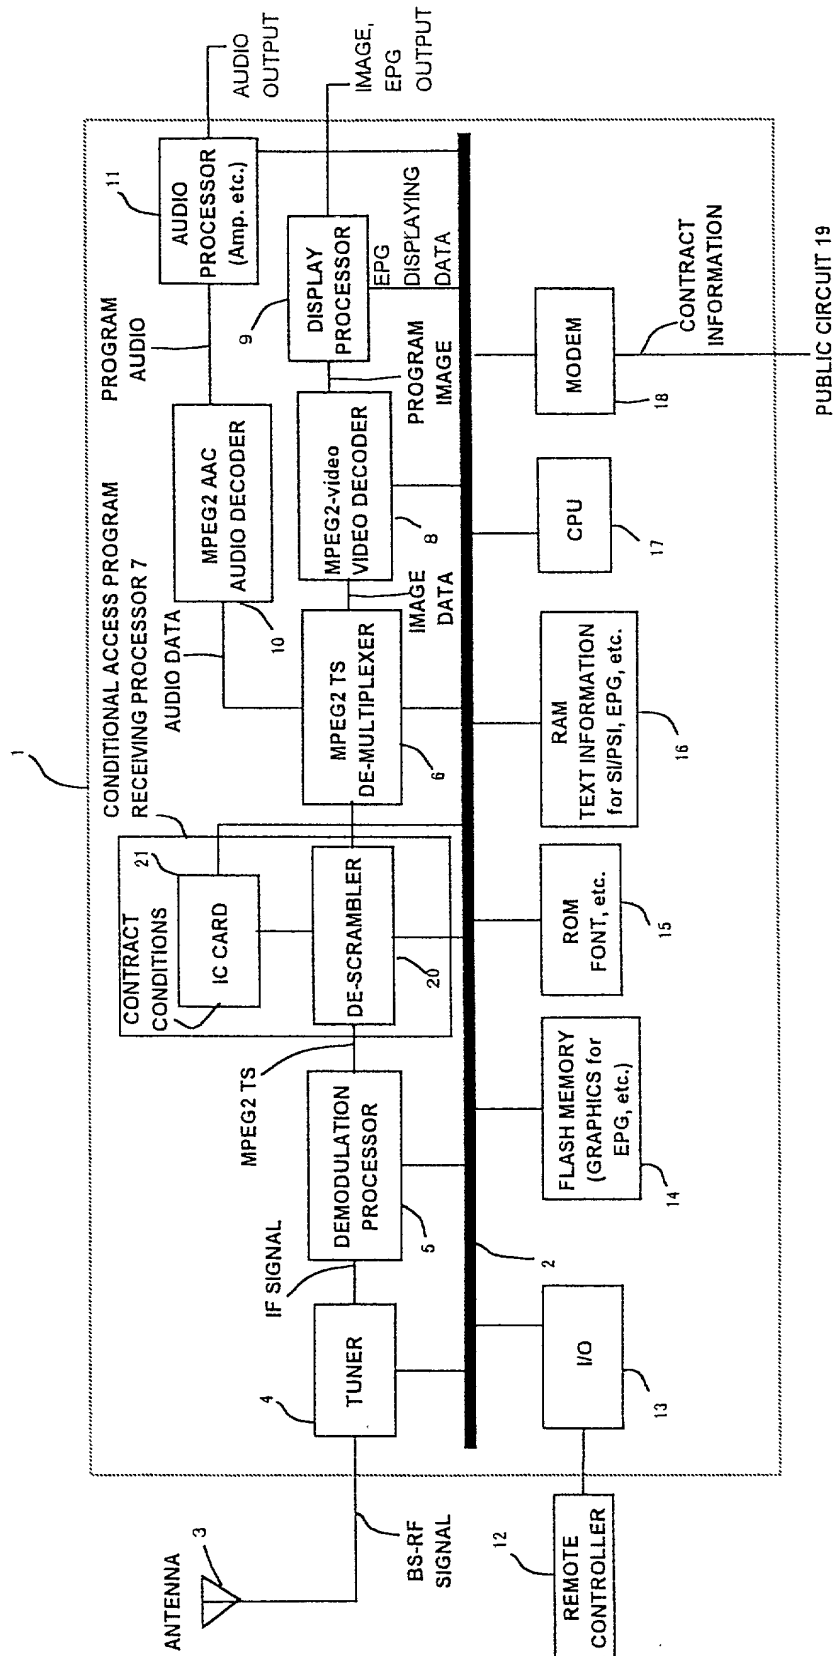 ANTENNA
3
BS-RF
SIGNAL
4
TUNER
IF SIGNAL
DEMODULATION
PROCESSOR
5
MPEG2 TS
CONTRACT
CONDITIONS
21
IC CARD
DE-SCRAMBLER
20
1
CONDITIONAL ACCESS PROGRAM
RECEIVING PROCESSOR 7
AUDIO DATA
MPEG2 TS
DE-MULTIPLEXER
6
10
MPEG2 AAC
AUDIO DECODER
IMAGE
DATA
MPEG2-video
VIDEO DECODER
8
PROGRAM
AUDIO
PROGRAM
IMAGE
11
AUDIO
PROCESSOR
(Amp. etc.)
9
DISPLAY
PROCESSOR
EPG
DISPLAYING
DATA
AUDIO
OUTPUT
IMAGE,
EPG
OUTPUT
2
12
REMOTE
CONTROLLER
I/O
13
FLASH MEMORY
(GRAPHICS for
EPG, etc.)
14
ROM
FONT, etc.
15
RAM
TEXT INFORMATION
for SI/PSI, EPG, etc.
16
CPU
17
MODEM
18
CONTRACT
INFORMATION
PUBLIC CIRCUIT 19